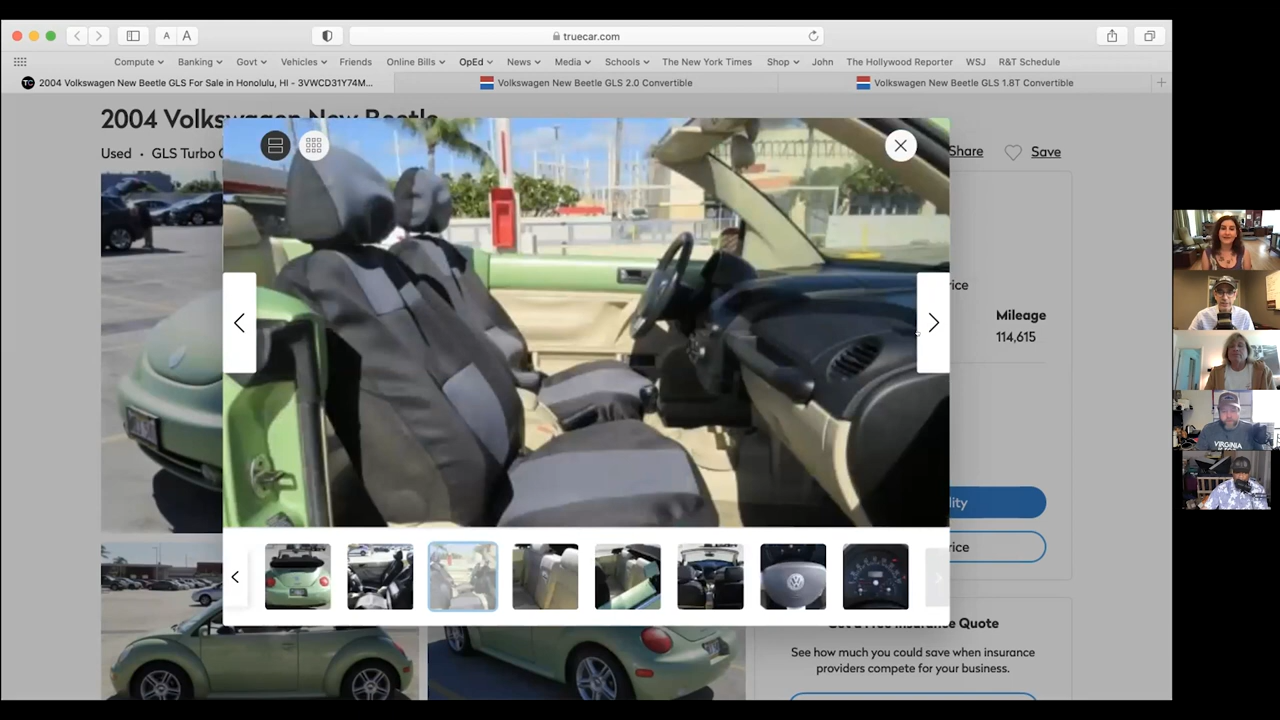 A A
truecar.com
Compute Banking Govt Vehicles Friends Online Bills OpEd News Media Schools The New York Times Shop John The Hollywood Reporter WSJ R&T Schedule
2004 Volkswagen New Beetle GLS For Sale in Honolulu, HI - 3VWCD31Y74M...
Volkswagen New Beetle GLS 2.0 Convertible
Volkswagen New Beetle GLS 1.8T Convertible
2004 Volkswagen New Beetle
Used · GLS Turbo
Share
Save
rice
Mileage
114,615
ility
rice
Get a Free Insurance Quote
See how much you could save when insurance
providers compete for your business.
VIRGINIA